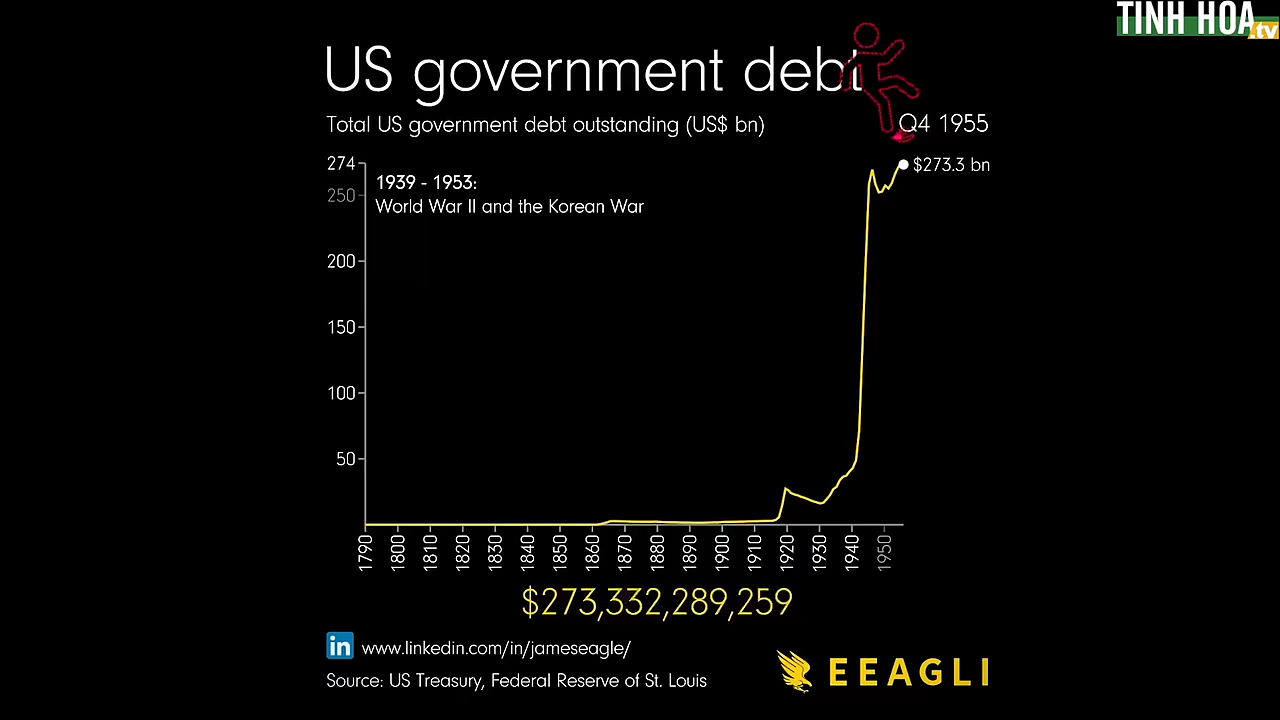 TINH HOA
.tv
US government debt
Total US government debt outstanding (US$ bn)
Q4 1955
274
250
200
150
100
50
1939 - 1953:
World War II and the Korean War
$273.3 bn
1790 1800 1810 1820 1830 1840 1850 1860 1870 1880 1890 1900 1910 1920 1930 1940 1950
$273,332,289,259
in www.linkedin.com/in/jameseagle/
Source: US Treasury, Federal Reserve of St. Louis
EEAGLI